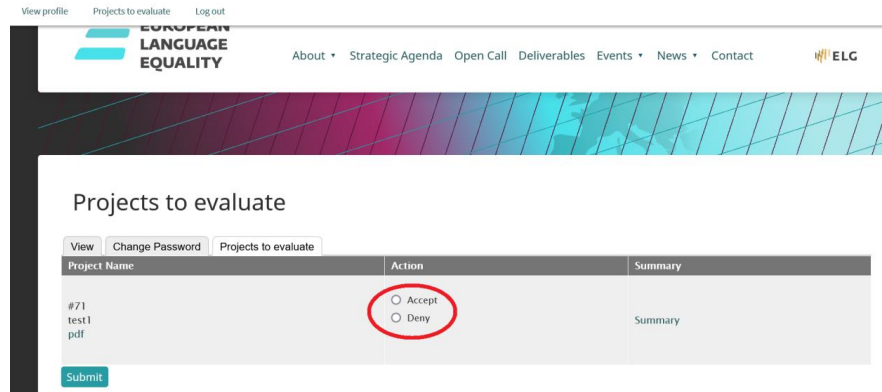 View profile Projects to evaluate Log out
EUROPEAN
LANGUAGE
EQUALITY
About Strategic Agenda Open Call Deliverables Events News Contact
ELG
Projects to evaluate
View Change Password Projects to evaluate
Project Name Action Summary
#71
test1
pdf
Accept
Deny
Summary
Submit